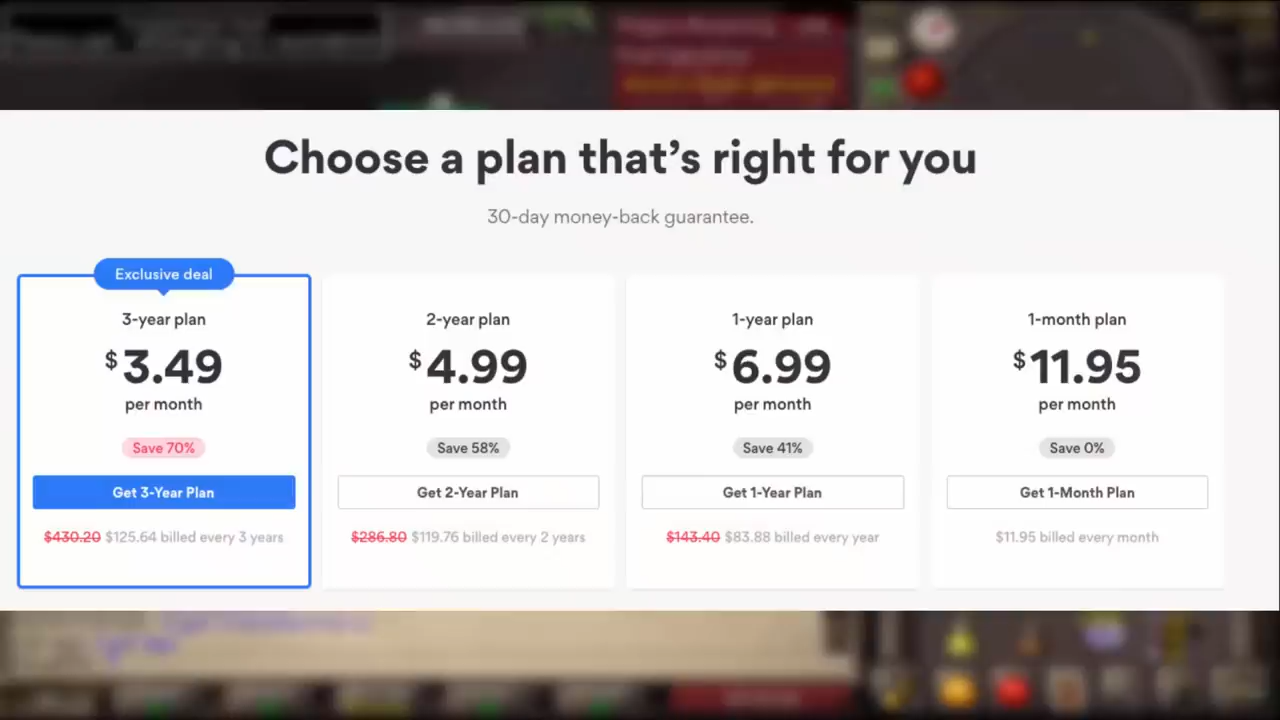 Choose a plan that's right for you
30-day money-back guarantee.
Exclusive deal
3-year plan
$3.49
per month
Save 70%
Get 3-Year Plan
$430.20 $125.64 billed every 3 years
2-year plan
$4.99
per month
Save 58%
Get 2-Year Plan
$286.80 $119.76 billed every 2 years
1-year plan
$6.99
per month
Save 41%
Get 1-Year Plan
$143.40 $83.88 billed every year
1-month plan
$11.95
per month
Save 0%
Get 1-Month Plan
$11.95 billed every month